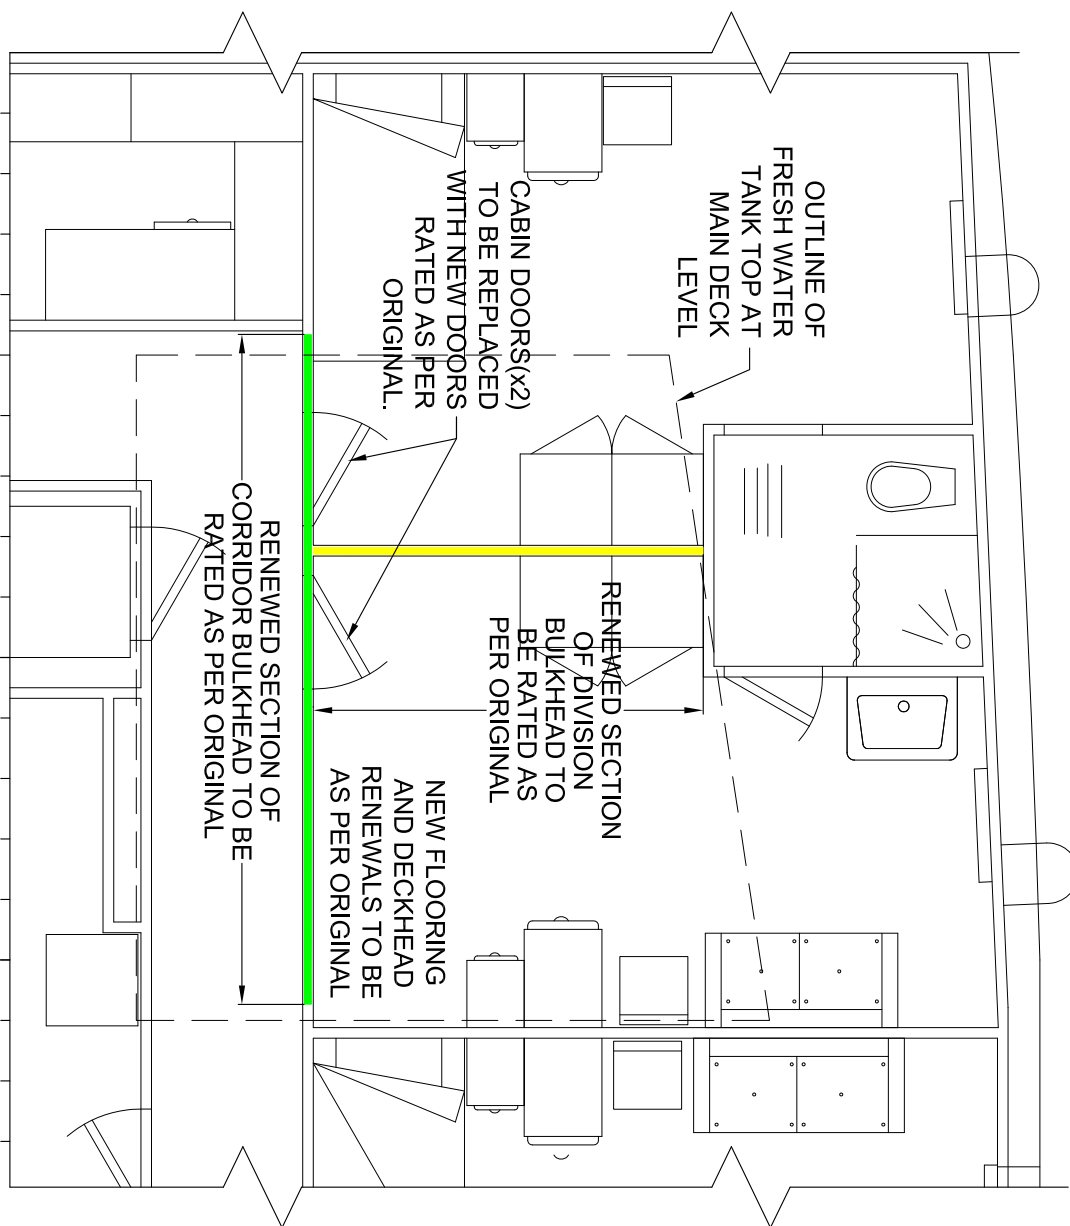 OUTLINE OF
FRESH WATER
TANK TOP AT
MAIN DECK
LEVEL
CABIN DOORS(x2)
TO BE REPLACED
WITH NEW DOORS
RATED AS PER
ORIGINAL.
RENEWED SECTION
OF DIVISION
BULKHEAD TO
BE RATED AS
PER ORIGINAL
NEW FLOORING
AND DECKHEAD
RENEWALS TO BE
AS PER ORIGINAL
RENEWED SECTION OF
CORRIDOR BULKHEAD TO BE
RATED AS PER ORIGINAL